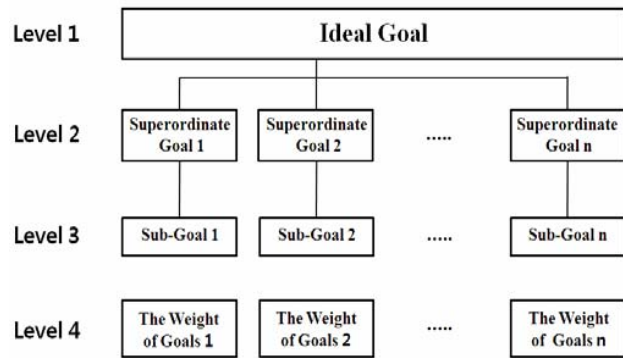 Level 1
Ideal Goal
Level 2
Superordinate
Goal 1
Superordinate
Goal 2
.....
Superordinate
Goal n
Level 3
Sub-Goal 1
Sub-Goal 2
.....
Sub-Goal n
Level 4
The Weight
of Goals 1
The Weight
of Goals 2
.....
The Weight
of Goals n